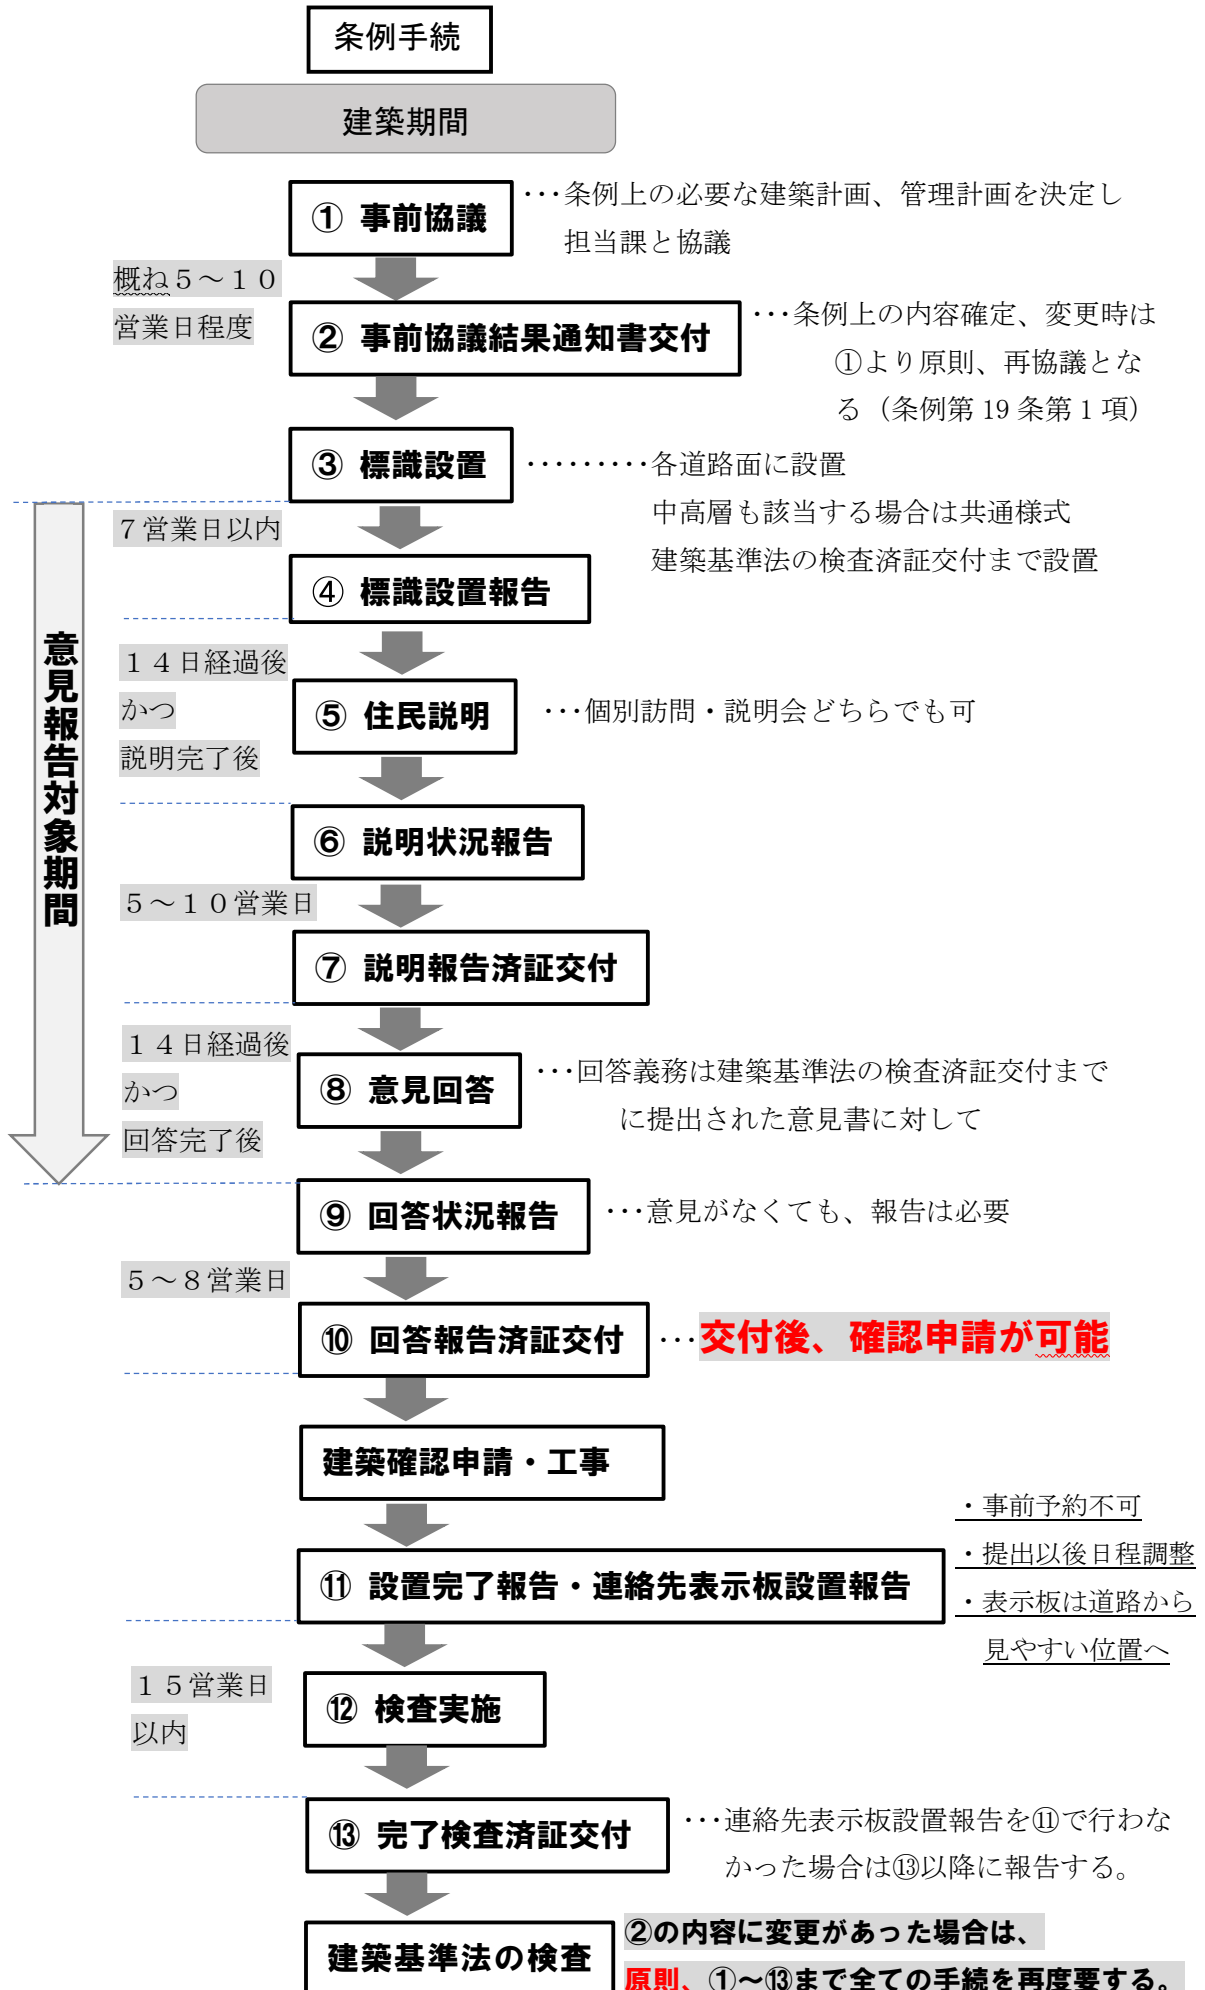 条例手続
建築期間
① 事前協議
・・・条例上の必要な建築計画、管理計画を決定し
担当課と協議
概ね５～１０
営業日程度
② 事前協議結果通知書交付
・・・条例上の内容確定、変更時は
①より原則、再協議とな
る（条例第 19 条第 1 項）
③ 標識設置
・・・・・・・・・各道路面に設置
中高層も該当する場合は共通様式
建築基準法の検査済証交付まで設置
７営業日以内
④ 標識設置報告
意見報告対象期間
１４日経過後
かつ
説明完了後
⑤ 住民説明
・・・個別訪問・説明会どちらでも可
⑥ 説明状況報告
５～１０営業日
⑦ 説明報告済証交付
１４日経過後
かつ
回答完了後
⑧ 意見回答
・・・回答義務は建築基準法の検査済証交付まで
に提出された意見書に対して
⑨ 回答状況報告
・・・意見がなくても、報告は必要
５～８営業日
⑩ 回答報告済証交付
・・・交付後、確認申請が可能
建築確認申請・工事
⑪ 設置完了報告・連絡先表示板設置報告
・事前予約不可
・提出以後日程調整
・表示板は道路から
見やすい位置へ
１５営業日
以内
⑫ 検査実施
⑬ 完了検査済証交付
・・・連絡先表示板設置報告を⑪で行わな
かった場合は⑬以降に報告する。
建築基準法の検査
②の内容に変更があった場合は、
原則、①～⑬まで全ての手続を再度要する。